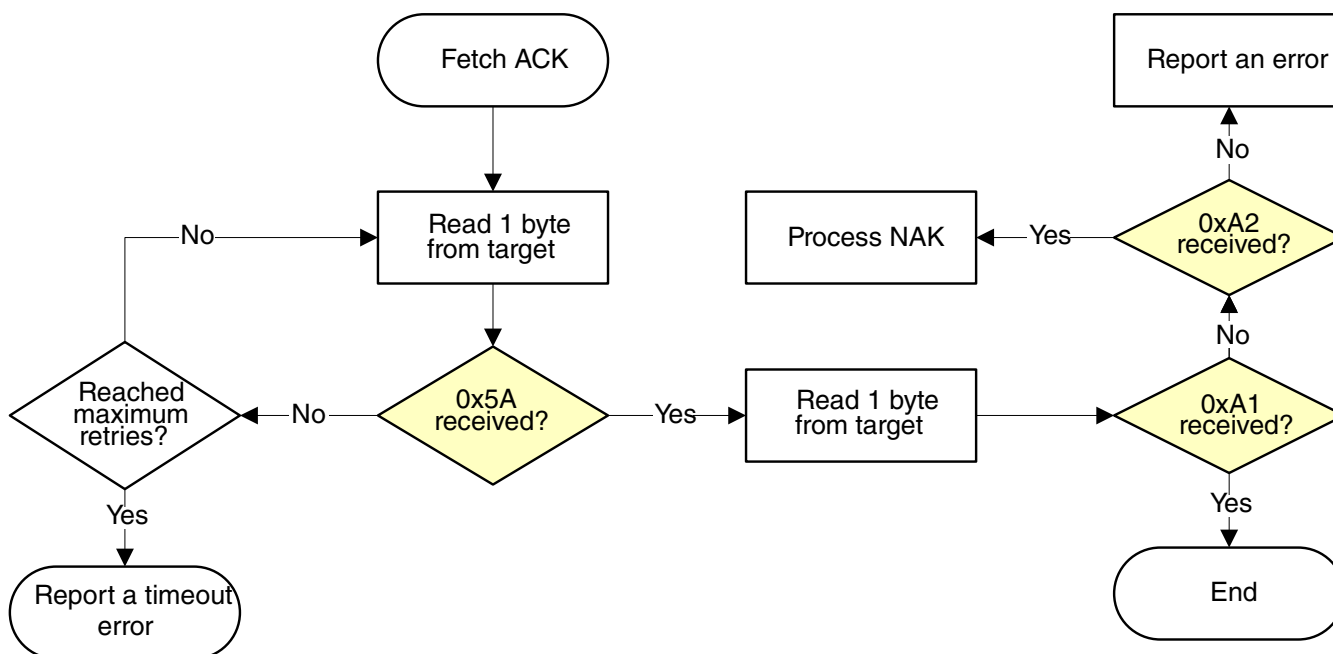 Fetch ACK
Report an error
No
No
Read 1 byte
from target
Process NAK
Yes
0xA2
received?
No
Reached
maximum
retries?
No
0x5A
received?
Yes
Read 1 byte
from target
0xA1
received?
Yes
Yes
Report a timeout
error
End